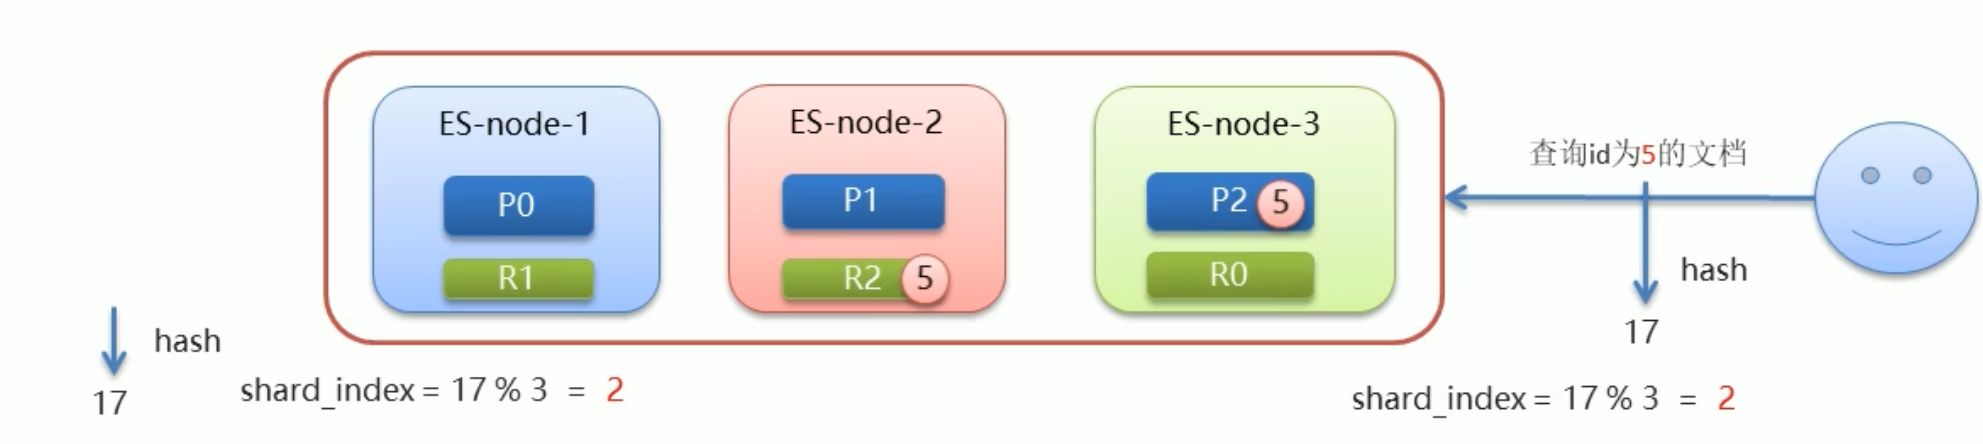 ES-node-1
P0
R1
ES-node-2
P1
R2
5
ES-node-3
P2
5
R0
查询id为5的文档
hash
17
shard_index = 17 % 3 = 2
hash
17
shard_index = 17 % 3 = 2